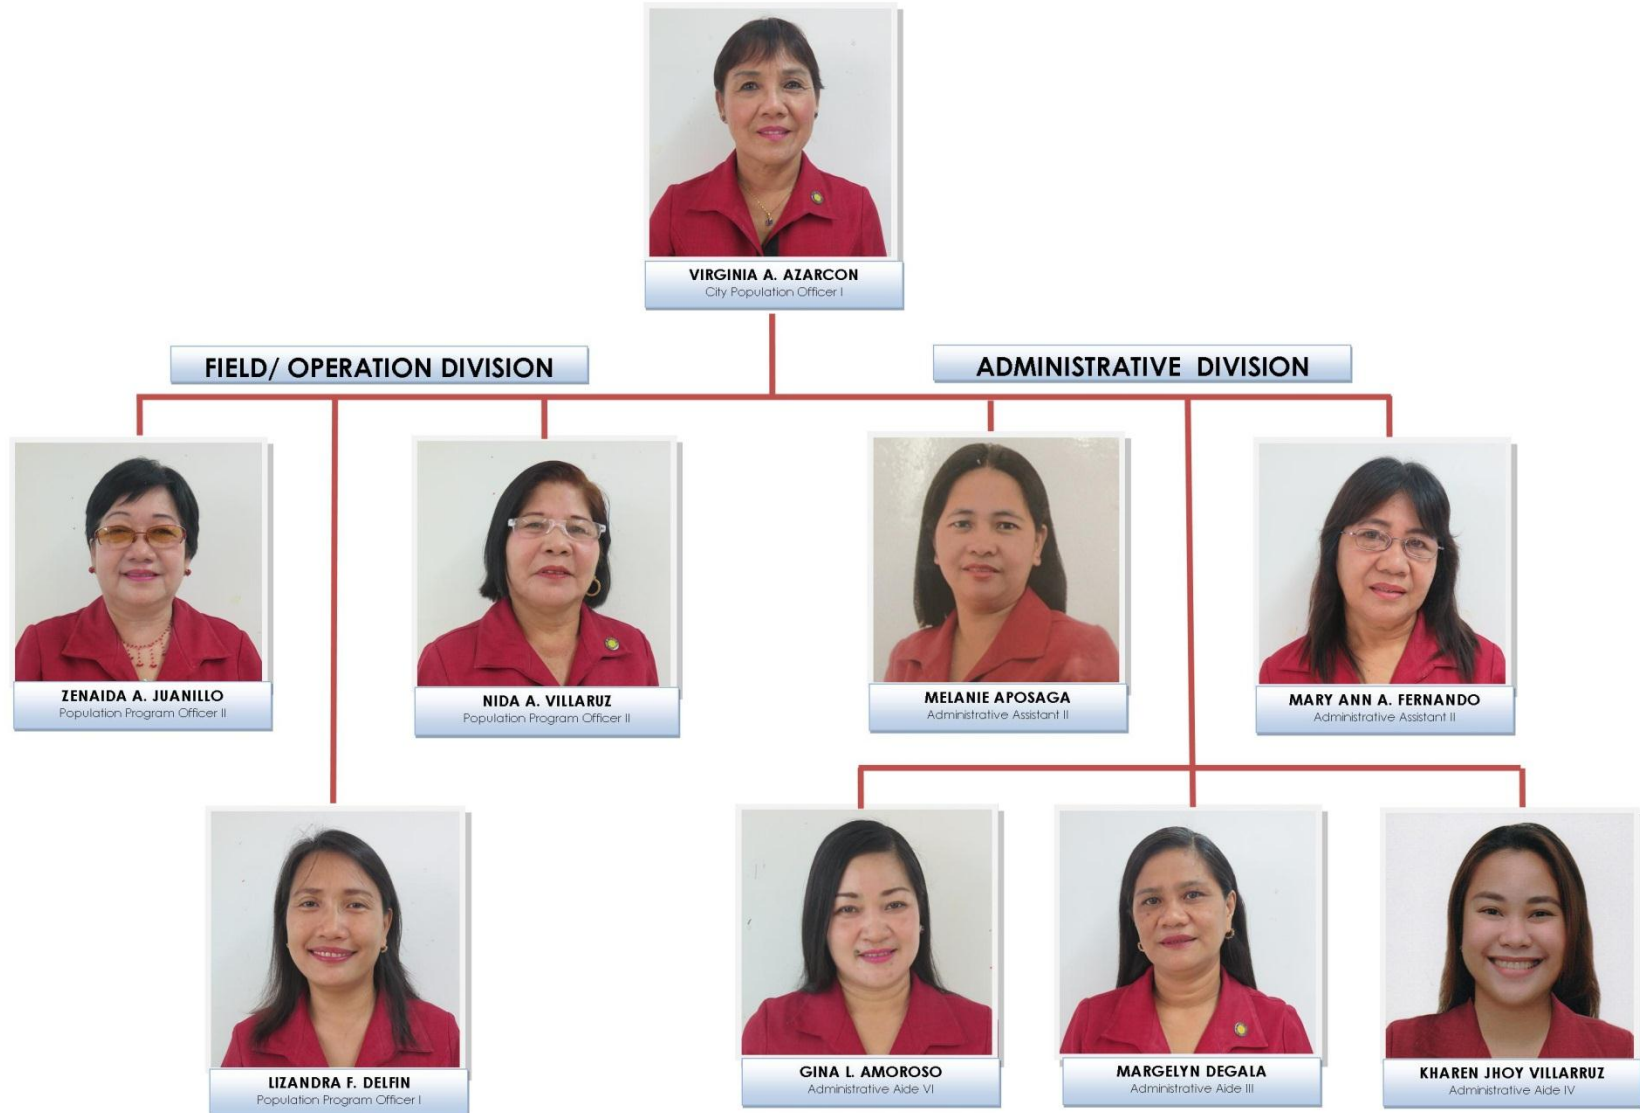 VIRGINIA A. AZARCON
City Population Officer I
FIELD/ OPERATION DIVISION
ADMINISTRATIVE DIVISION
ZENAIDA A. JUANILLO
Population Program Officer II
NIDA A. VILLARUZ
Population Program Officer II
MELANIE APOSAGA
Administrative Assistant II
MARY ANN A. FERNANDO
Administrative Assistant II
LIZANDRA F. DELFIN
Population Program Officer I
GINA L. AMOROSO
Administrative Aide VI
MARGELYN DEGALA
Administrative Aide III
KHAREN JHOY VILLARRUZ
Administrative Aide IV